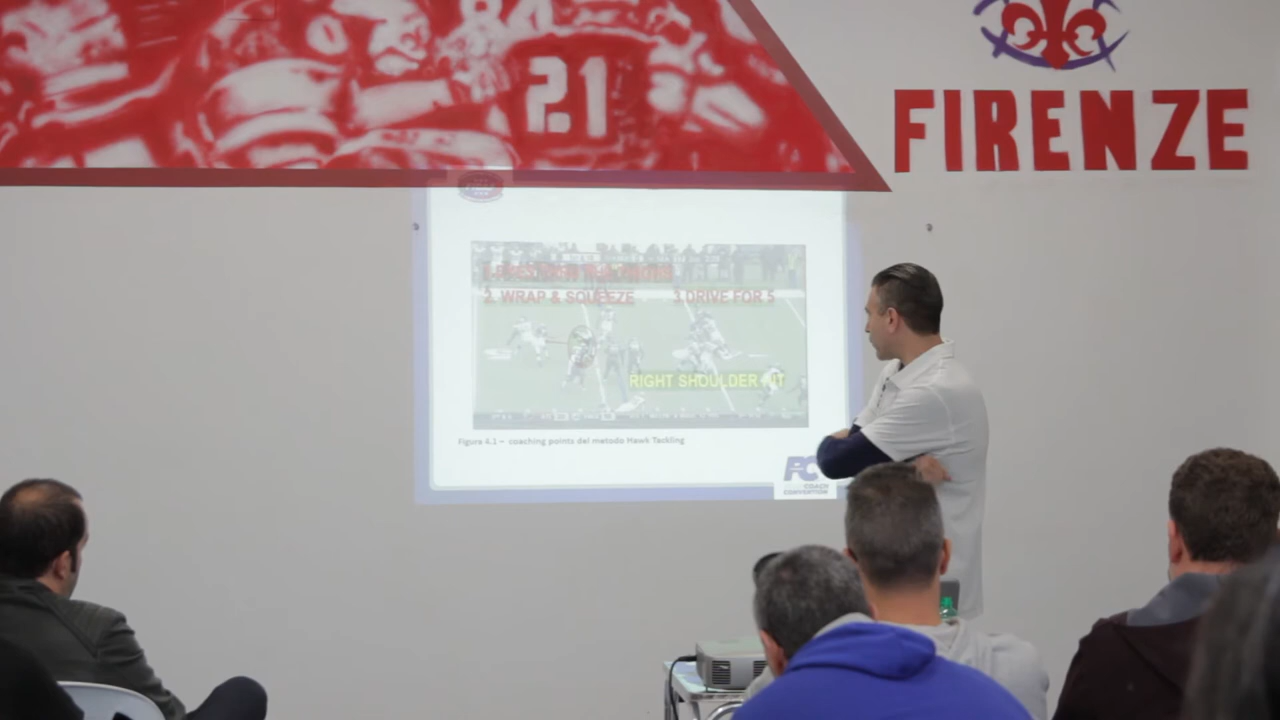 84
21
FIRENZE
2. WRAP & SQUEEZE 3.DRIVE FOR 5
RIGHT SHOULDER HIT
Figura 4.1 – coaching points del metodo Hawk Tackling
COACH
CONVENTION